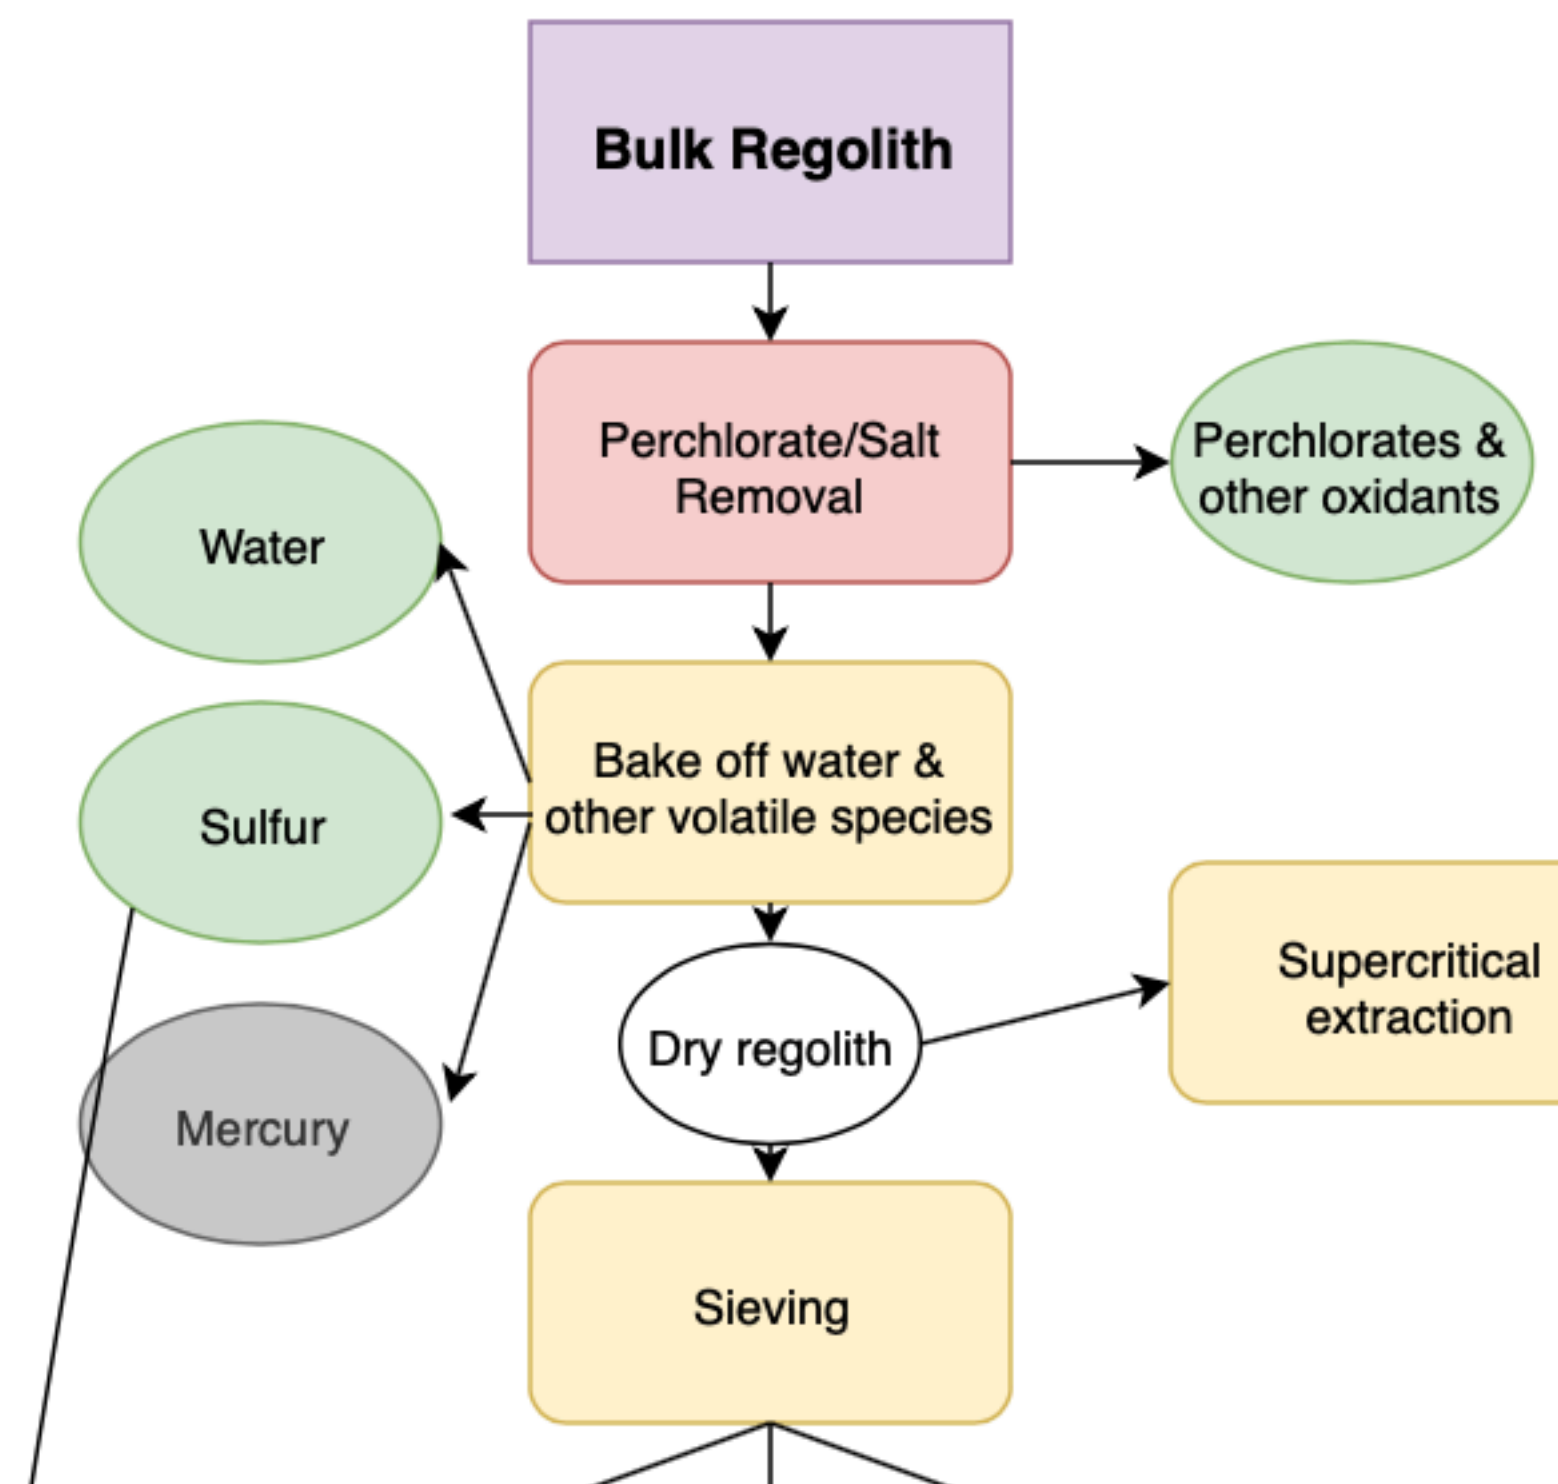 Bulk Regolith
Perchlorate/Salt
Removal
Perchlorates &
other oxidants
Water
Bake off water &
other volatile species
Sulfur
Supercritical
extraction
Dry regolith
Mercury
Sieving